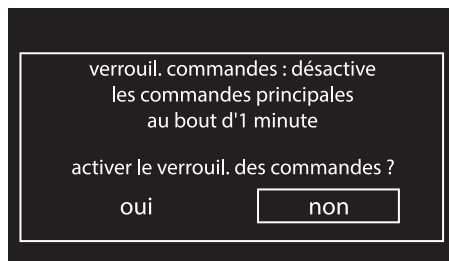 verrouil. commandes : désactive
les commandes principales
au bout d'1 minute
activer le verrouil. des commandes ?
oui non